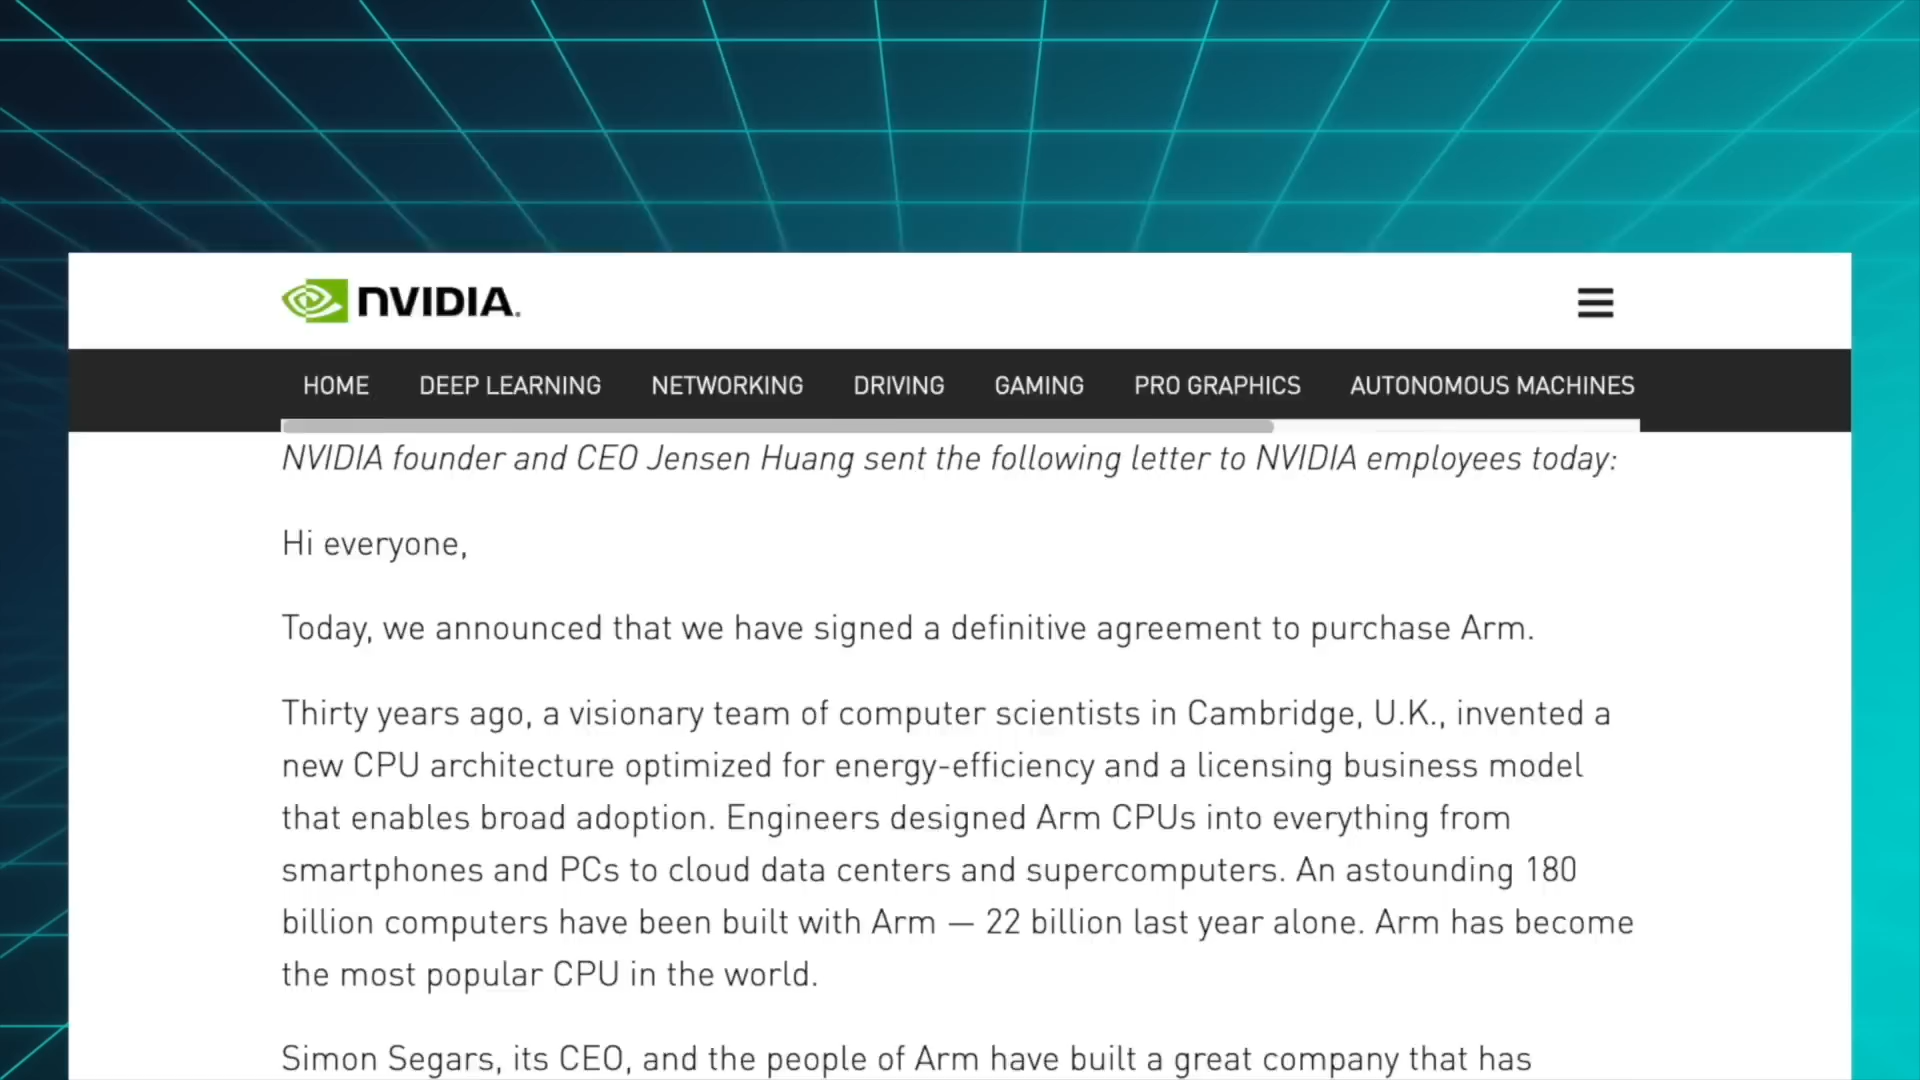 NVIDIA.
HOME DEEP LEARNING NETWORKING DRIVING GAMING PRO GRAPHICS AUTONOMOUS MACHINES
NVIDIA founder and CEO Jensen Huang sent the following letter to NVIDIA employees today:
Hi everyone,
Today, we announced that we have signed a definitive agreement to purchase Arm.
Thirty years ago, a visionary team of computer scientists in Cambridge, U.K., invented a
new CPU architecture optimized for energy-efficiency and a licensing business model
that enables broad adoption. Engineers designed Arm CPUs into everything from
smartphones and PCs to cloud data centers and supercomputers. An astounding 180
billion computers have been built with Arm — 22 billion last year alone. Arm has become
the most popular CPU in the world.
Simon Segars, its CEO, and the people of Arm have built a great company that has